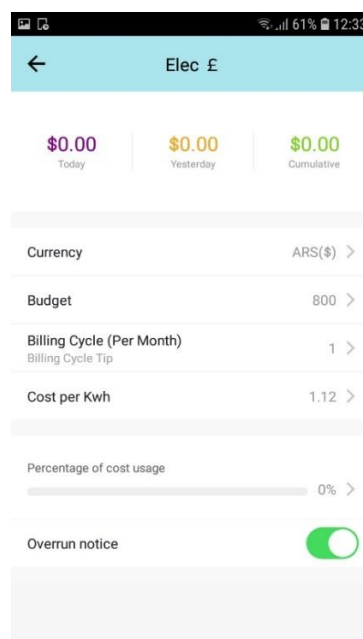 61% 12:33
Elec £
$0.00 $0.00 $0.00
Today Yesterday Cumulative
Currency ARS($) >
Budget 800 >
Billing Cycle (Per Month) 1 >
Billing Cycle Tip
Cost per Kwh 1.12 >
Percentage of cost usage
0% >
Overrun notice